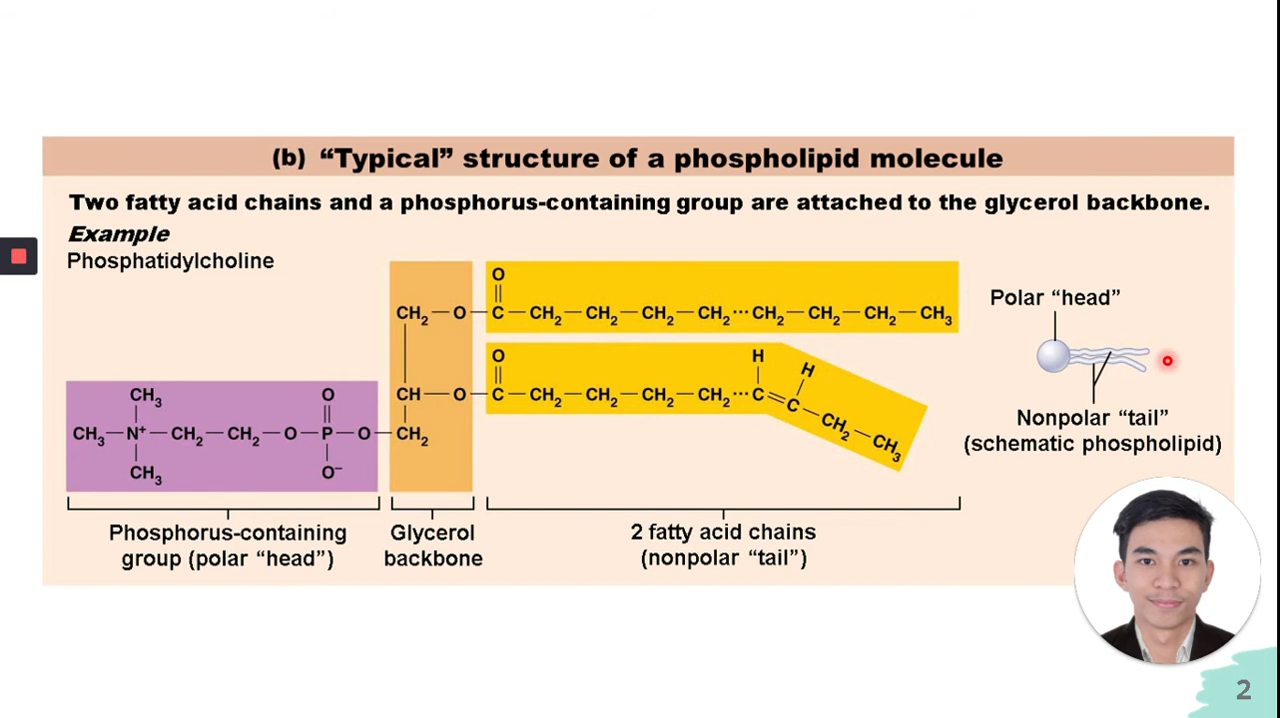 (b) “Typical” structure of a phospholipid molecule
Two fatty acid chains and a phosphorus-containing group are attached to the glycerol backbone.
Example
Phosphatidylcholine
O
CH₂—O—C—CH₂—CH₂—CH₂—CH₂···CH₂—CH₂—CH₂—CH₃
O H H
CH—O—C—CH₂—CH₂—CH₂—CH₂···C=C—CH₂—CH₃
CH₃ O
CH₃—N⁺—CH₂—CH₂—O—P—O—CH₂
CH₃ O⁻
Phosphorus-containing
group (polar “head”)
Glycerol
backbone
2 fatty acid chains
(nonpolar “tail”)
Polar “head”
Nonpolar “tail”
(schematic phospholipid)
2